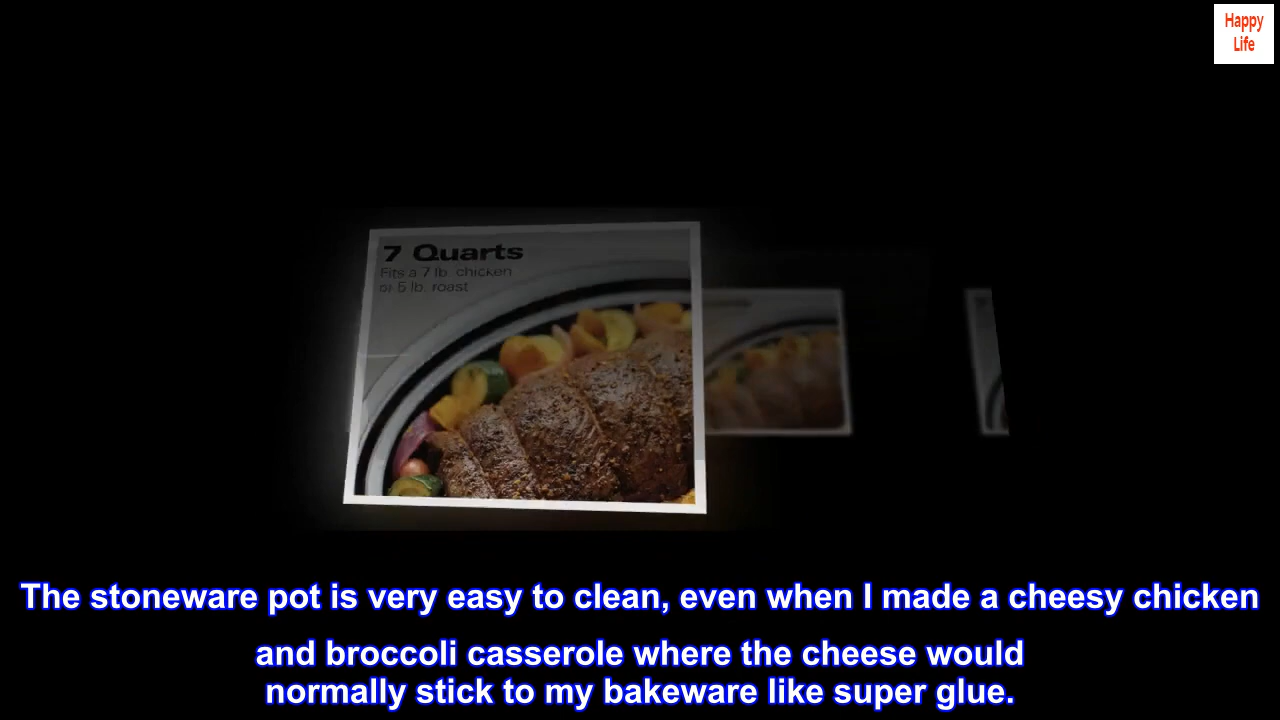 Happy
Life
7 Quarts
Fits a 7 lb. chicken
or 5 lb. roast
The stoneware pot is very easy to clean, even when I made a cheesy chicken
and broccoli casserole where the cheese would
normally stick to my bakeware like super glue.